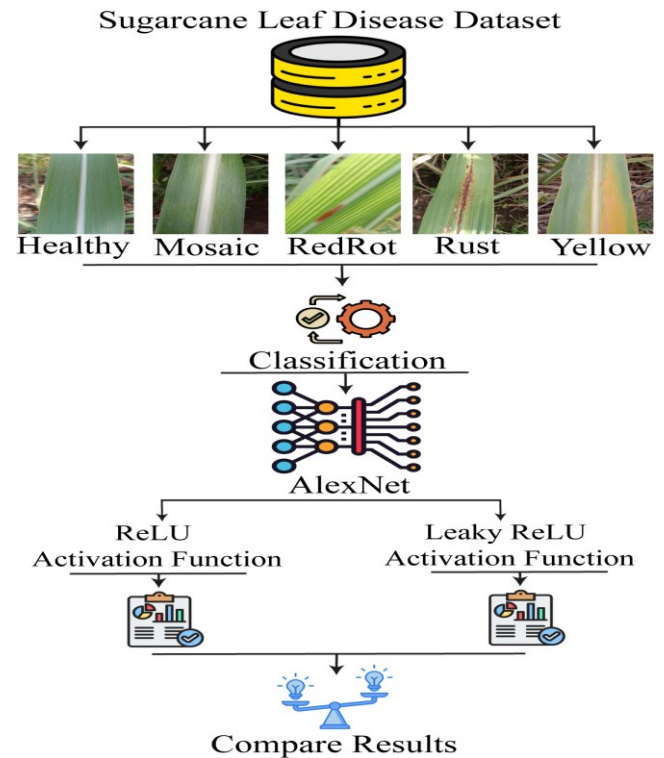 Sugarcane Leaf Disease Dataset
Healthy Mosaic RedRot Rust Yellow
Classification
AlexNet
ReLU
Activation Function
Leaky ReLU
Activation Function
Compare Results